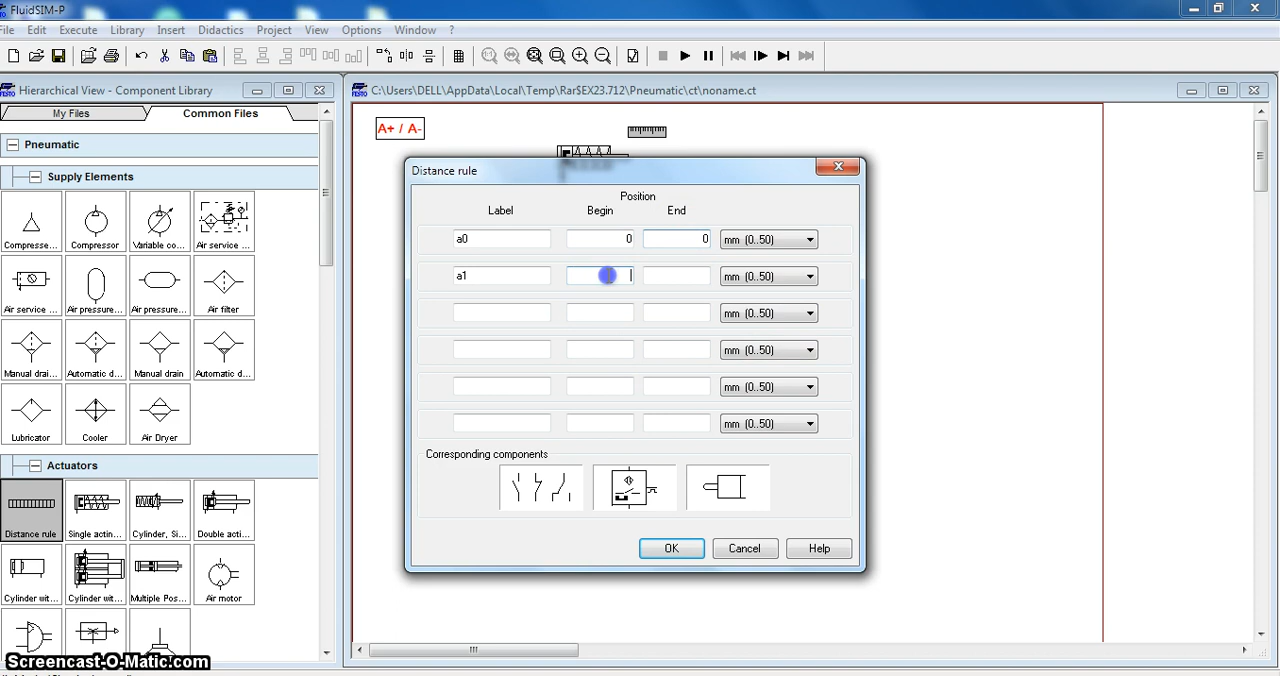 FluidSIM-P
File Edit Execute Library Insert Didactics Project View Options Window ?
Hierarchical View - Component Library
My Files Common Files
Pneumatic
Supply Elements
Compresse... Compressor Variable co... Air service ...
Air service ... Air pressure... Air pressure... Air filter
Manual drai... Automatic d... Manual drain Automatic d...
Lubricator Cooler Air Dryer
Actuators
Distance rule Single actin... Cylinder, Si... Double acti...
Cylinder wit... Cylinder wit... Multiple Pos... Air motor
C:\Users\DELL\AppData\Local\Temp\Rar$EX23.712\Pneumatic\ct\noname.ct
A+ / A-
Distance rule
Position
Label Begin End
a0 0 0 mm (0..50)
a1 mm (0..50)
mm (0..50)
mm (0..50)
mm (0..50)
mm (0..50)
Corresponding components
OK Cancel Help
Screencast-O-Matic.com